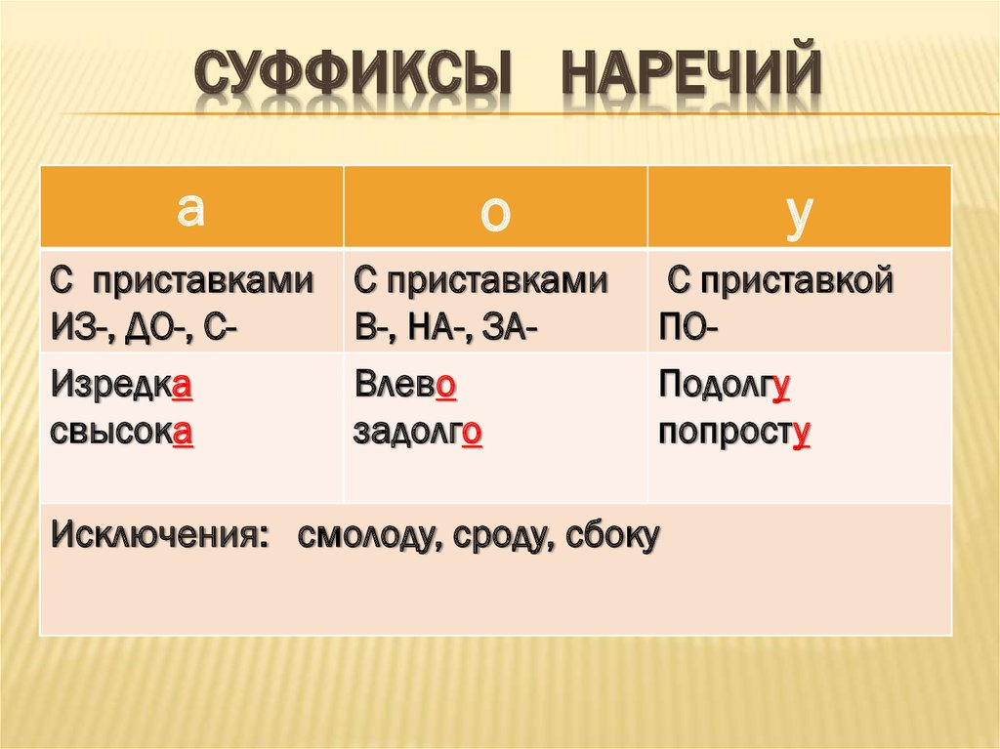 СУФФИКСЫ НАРЕЧИЙ
а
о
у
С приставками
ИЗ-, ДО-, С-
С приставками
В-, НА-, ЗА-
С приставкой
ПО-
Изредка
свысока
Влево
задолго
Подолгу
попросту
Исключения: смолоду, сроду, сбоку